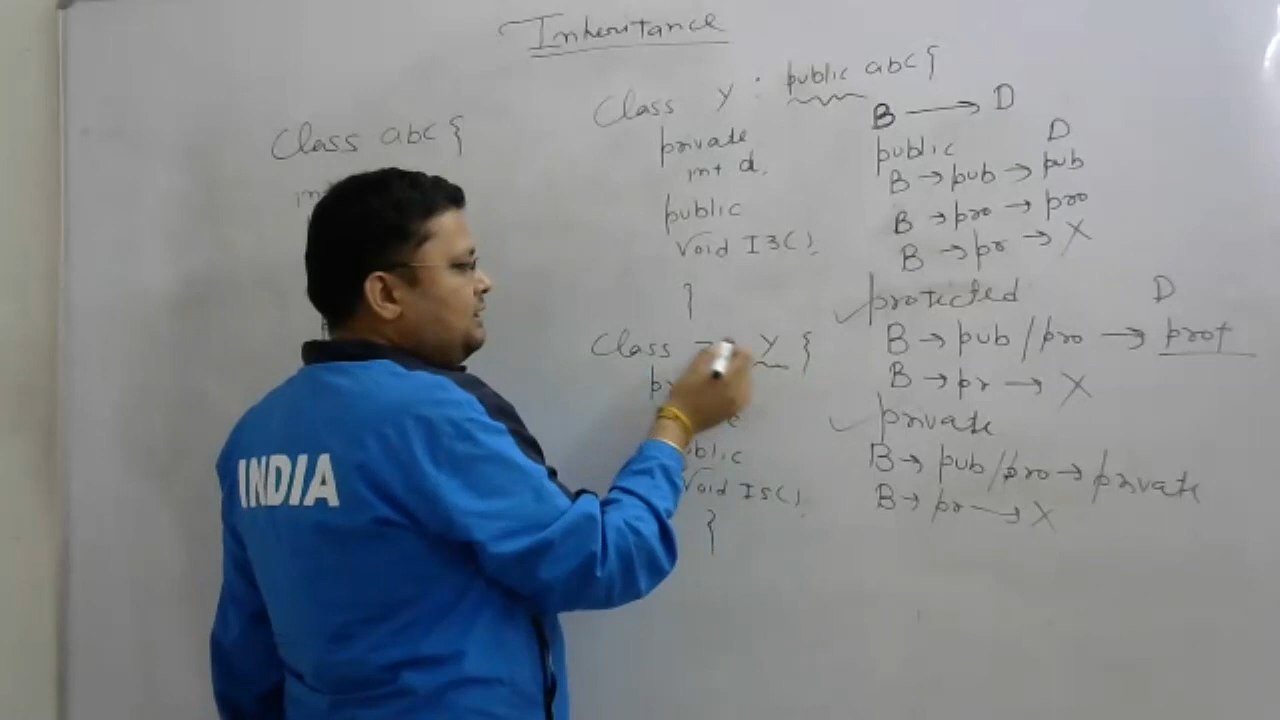 Inheritance
Class abc {
Class Y : public abc {
private
int d,
public
void I3( )
}
Class Y {
void I5( )
}
B → D
public D
B → pub → pub
B → pro → pro
B → pr → X
✓ protected D
B → pub / pro → prot
B → pr → X
✓ private
B → pub / pro → private
B → pr → X
INDIA